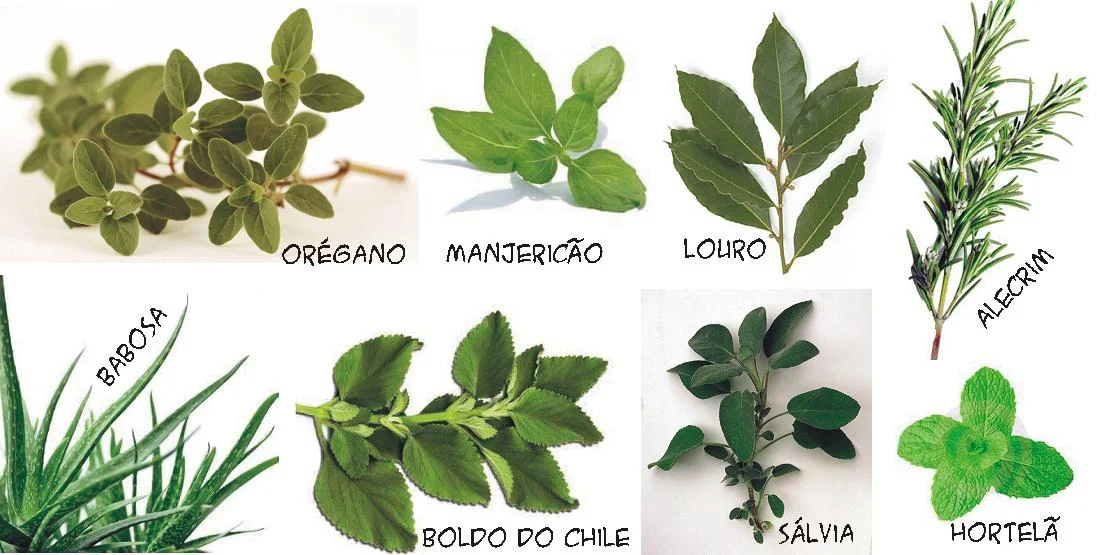 ORÉGANO
MANJERICÃO
LOURO
ALECRIM
BABOSA
BOLDO DO CHILE
SÁLVIA
HORTELÃ